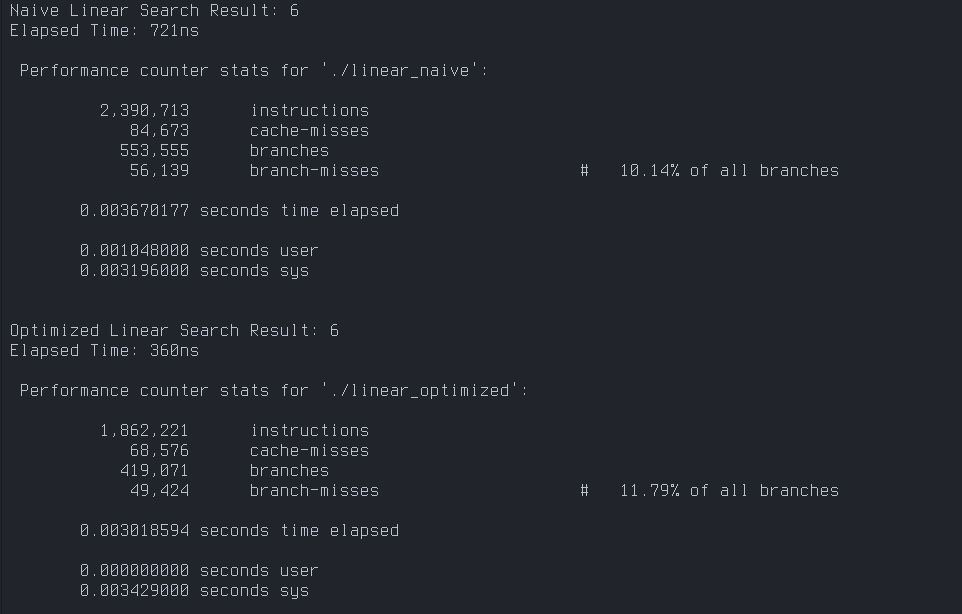 Naive Linear Search Result: 6
Elapsed Time: 721ns
Performance counter stats for './linear_naive':
2,390,713 instructions
84,673 cache-misses
553,555 branches
56,139 branch-misses # 10.14% of all branches
0.003670177 seconds time elapsed
0.001048000 seconds user
0.003196000 seconds sys
Optimized Linear Search Result: 6
Elapsed Time: 360ns
Performance counter stats for './linear_optimized':
1,862,221 instructions
68,576 cache-misses
419,071 branches
49,424 branch-misses # 11.79% of all branches
0.003018594 seconds time elapsed
0.000000000 seconds user
0.003429000 seconds sys